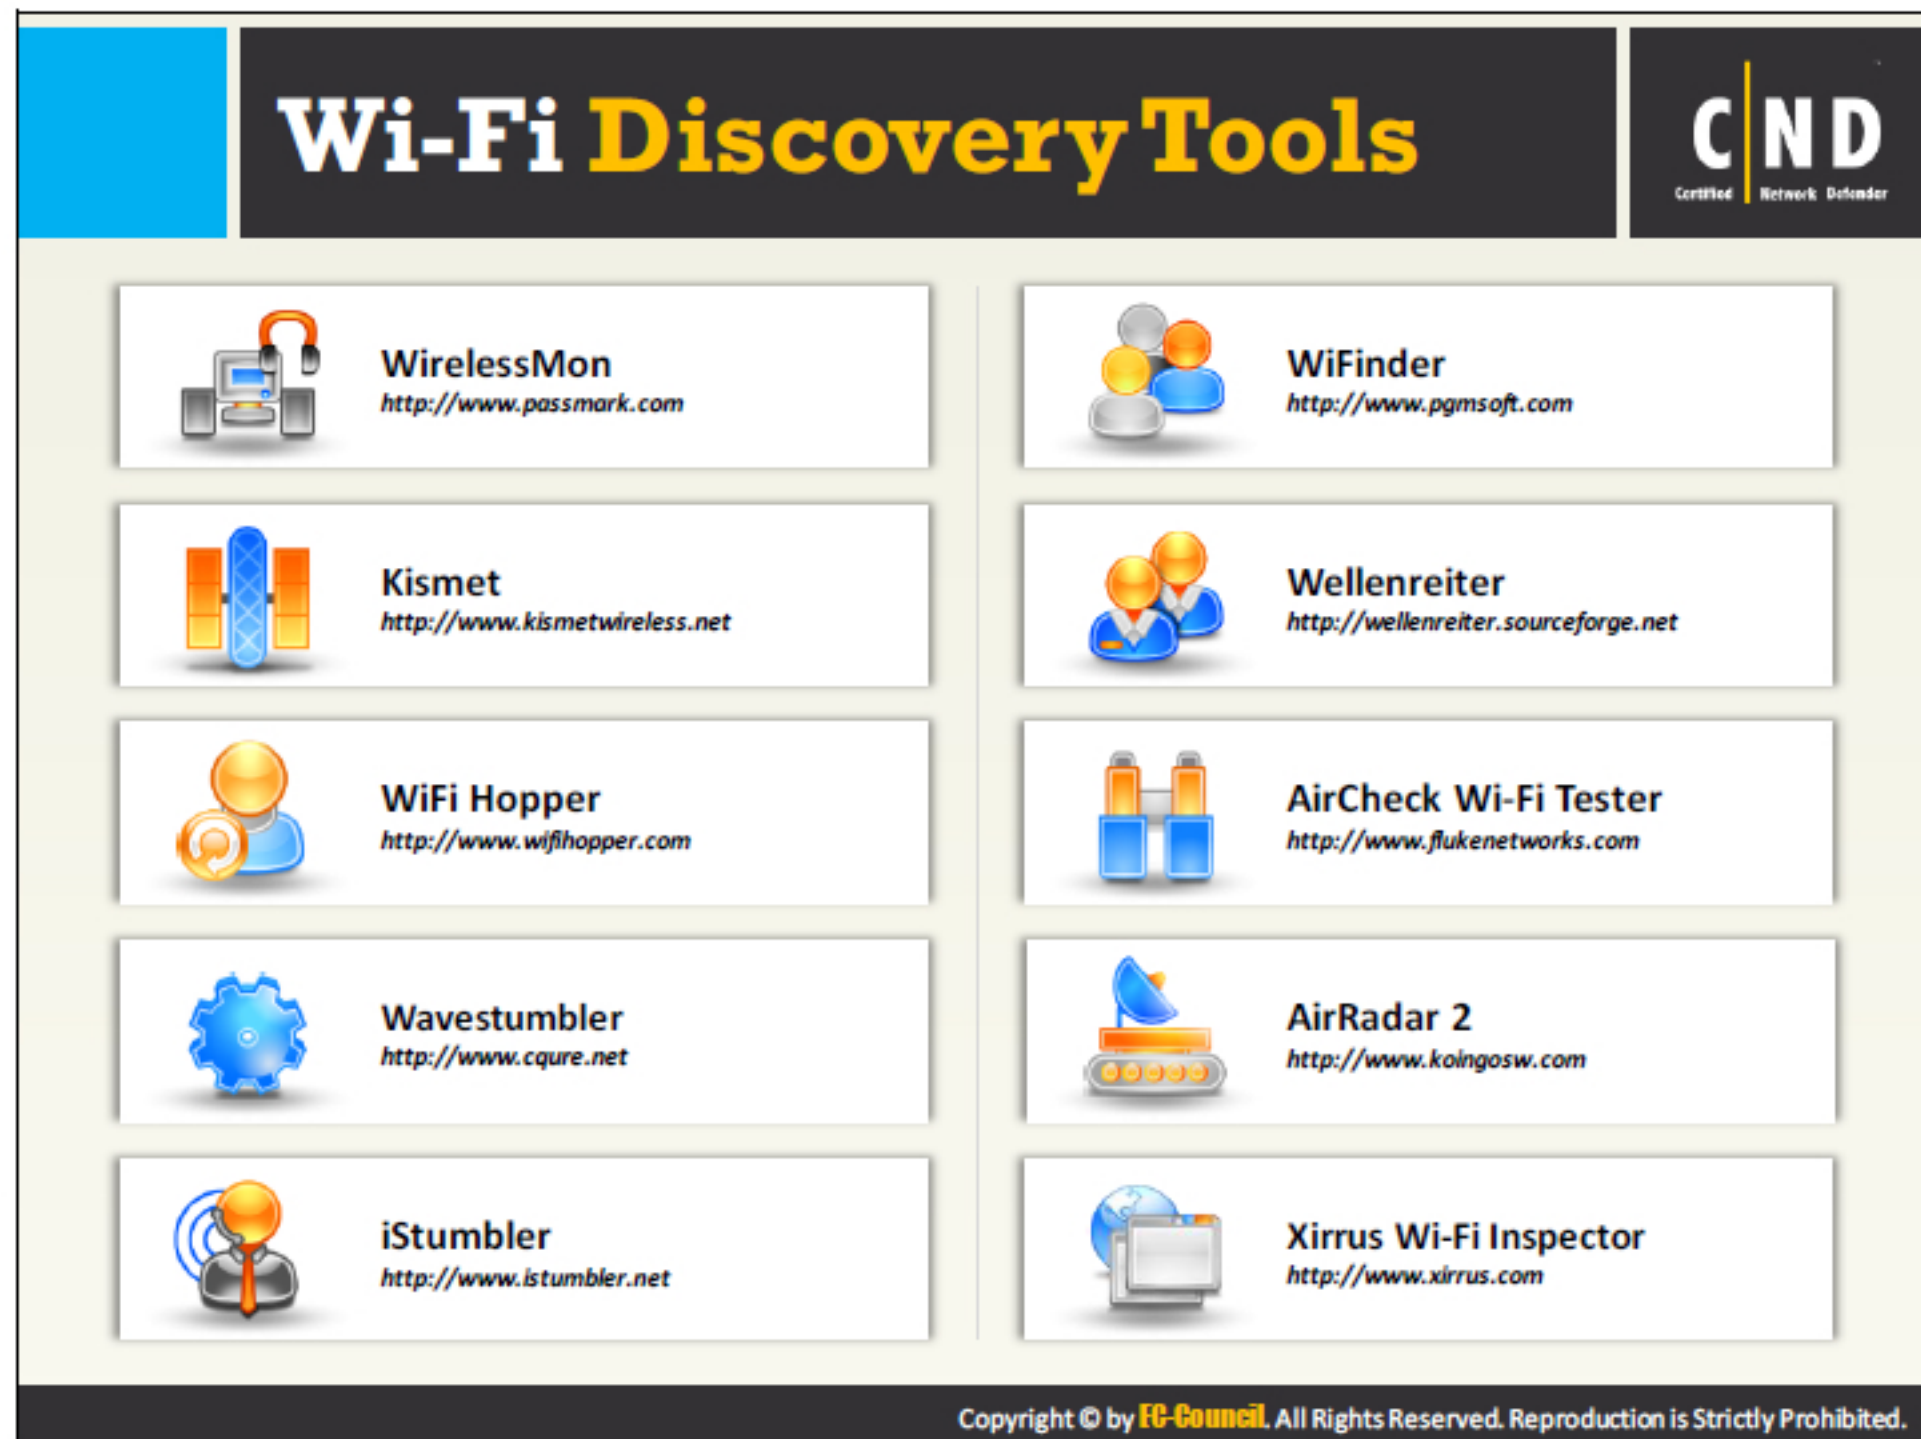 Wi-Fi Discovery Tools
C|ND
Certified Network Defender
WirelessMon
http://www.passmark.com
Kismet
http://www.kismetwireless.net
WiFi Hopper
http://www.wifihopper.com
Wavestumbler
http://www.cqure.net
iStumbler
http://www.istumbler.net
WiFinder
http://www.pgmsoft.com
Wellenreiter
http://wellenreiter.sourceforge.net
AirCheck Wi-Fi Tester
http://www.flukenetworks.com
AirRadar 2
http://www.koingosw.com
Xirrus Wi-Fi Inspector
http://www.xirrus.com
Copyright © by EC-Council. All Rights Reserved. Reproduction is Strictly Prohibited.